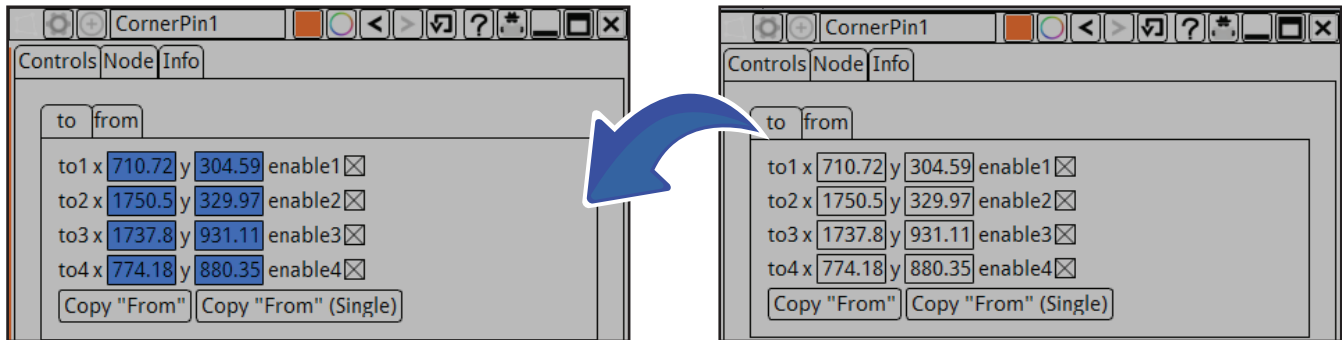 CornerPin1
Controls Node Info
to from
to1 x 710.72 y 304.59 enable1
to2 x 1750.5 y 329.97 enable2
to3 x 1737.8 y 931.11 enable3
to4 x 774.18 y 880.35 enable4
Copy "From" Copy "From" (Single)
CornerPin1
Controls Node Info
to from
to1 x 710.72 y 304.59 enable1
to2 x 1750.5 y 329.97 enable2
to3 x 1737.8 y 931.11 enable3
to4 x 774.18 y 880.35 enable4
Copy "From" Copy "From" (Single)